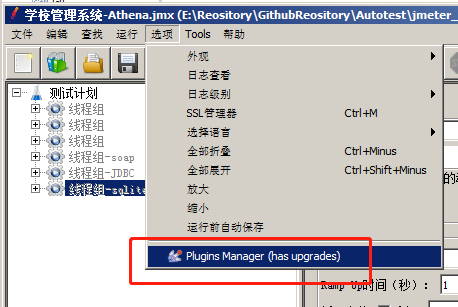 学校管理系统-Athena.jmx (E:\Reository\GithubReository\Autotest\jmeter_
文件 编辑 查找 运行 选项 Tools 帮助
外观
日志查看
日志级别
SSL管理器 Ctrl+M
选择语言
全部折叠 Ctrl+Minus
全部展开 Ctrl+Shift+Minus
放大
缩小
运行前自动保存
Plugins Manager (has upgrades)
测试计划
线程组
线程组
线程组
线程组-soap
线程组-JDBC
线程组-sqlite
的动
Ramp Up时间（秒）： 1